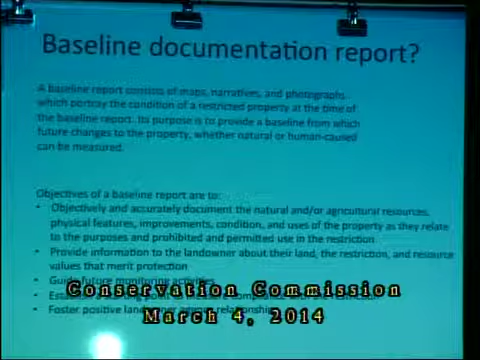 Baseline documentation report?
A baseline report consists of maps, narratives, and photographs
which portray the condition of a restricted property at the time of
the baseline report. Its purpose is to provide a baseline from which
future changes to the property, whether natural or human-caused
can be measured.
Objectives of a baseline report are to:
• Objectively and accurately document the natural and/or agricultural resources,
physical features, improvements, condition, and uses of the property as they relate
to the purposes and prohibited and permitted use in the restriction
• Provide information to the landowner about their land, the restriction, and resource
values that merit protection
• Guide future monitoring activities
• Foster positive landowner
Conservation Commission
March 4, 2014